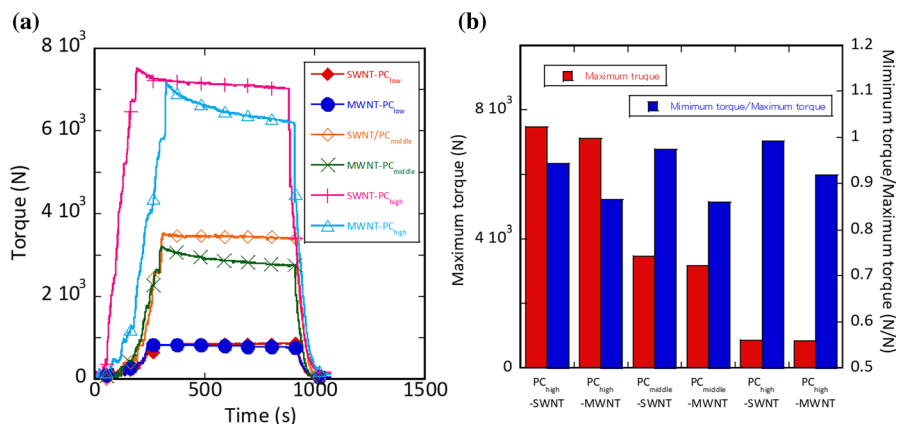 (a)
8 10³
6 10³
3 10³
2 10³
0
Torque (N)
0
500
1000
1500
Time (s)
SWNT-PClow
MWNT-PClow
SWNT/PCmiddle
MWNT-PCmiddle
SWNT-PChigh
MWNT-PChigh
(b)
Maximum truque
Mimimum torque/Maximum torque
8 10³
4 10³
0
Maximum torque (N)
1.2
1.1
1
0.9
0.8
0.7
0.6
0.5
Mimimum torque/Maximum torque (N/N)
PChigh
-SWNT
PChigh
-MWNT
PCmiddle
-SWNT
PCmiddle
-MWNT
PChigh
-SWNT
PChigh
-MWNT